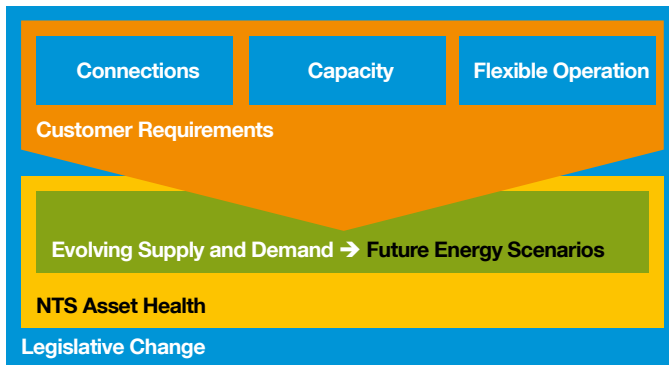 Connections
Capacity
Flexible Operation
Customer Requirements
Evolving Supply and Demand → Future Energy Scenarios
NTS Asset Health
Legislative Change